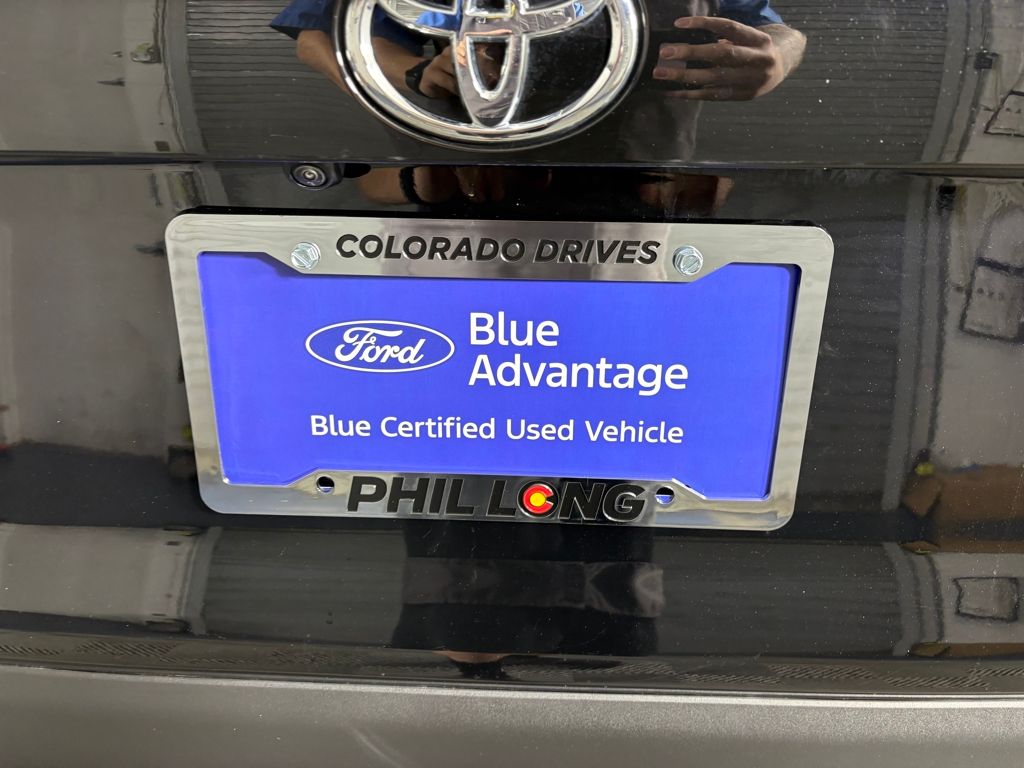 COLORADO DRIVES
Ford
Blue
Advantage
Blue Certified Used Vehicle
PHIL LONG